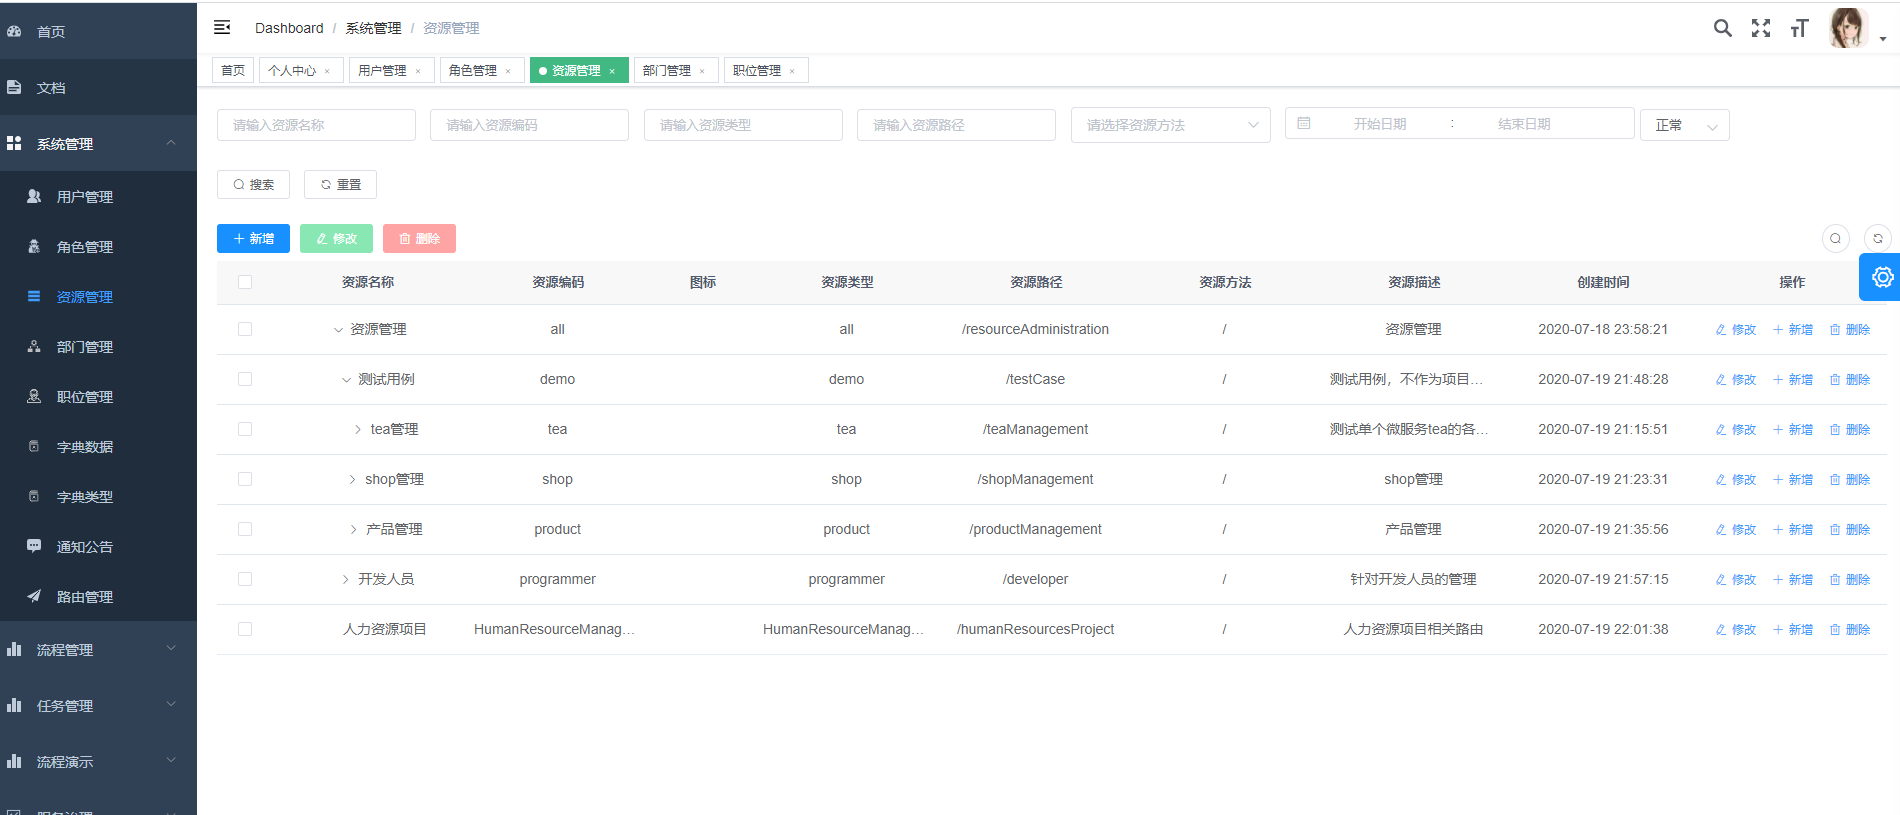 首页
文档
系统管理
用户管理
角色管理
资源管理
部门管理
职位管理
字典数据
字典类型
通知公告
路由管理
流程管理
任务管理
流程演示
Dashboard / 系统管理 / 资源管理
首页 个人中心 × 用户管理 × 角色管理 × 资源管理 × 部门管理 × 职位管理 ×
请输入资源名称 请输入资源编码 请输入资源类型 请输入资源路径 请选择资源方法 开始日期 : 结束日期 正常
搜索 重置
+ 新增 修改 删除
资源名称 资源编码 图标 资源类型 资源路径 资源方法 资源描述 创建时间 操作
资源管理 all all /resourceAdministration / 资源管理 2020-07-18 23:58:21 修改 + 新增 删除
测试用例 demo demo /testCase / 测试用例，不作为项目... 2020-07-19 21:48:28 修改 + 新增 删除
tea管理 tea tea /teaManagement / 测试单个微服务tea的各... 2020-07-19 21:15:51 修改 + 新增 删除
shop管理 shop shop /shopManagement / shop管理 2020-07-19 21:23:31 修改 + 新增 删除
产品管理 product product /productManagement / 产品管理 2020-07-19 21:35:56 修改 + 新增 删除
开发人员 programmer programmer /developer / 针对开发人员的管理 2020-07-19 21:57:15 修改 + 新增 删除
人力资源项目 HumanResourceManag... HumanResourceManag... /humanResourcesProject / 人力资源项目相关路由 2020-07-19 22:01:38 修改 + 新增 删除